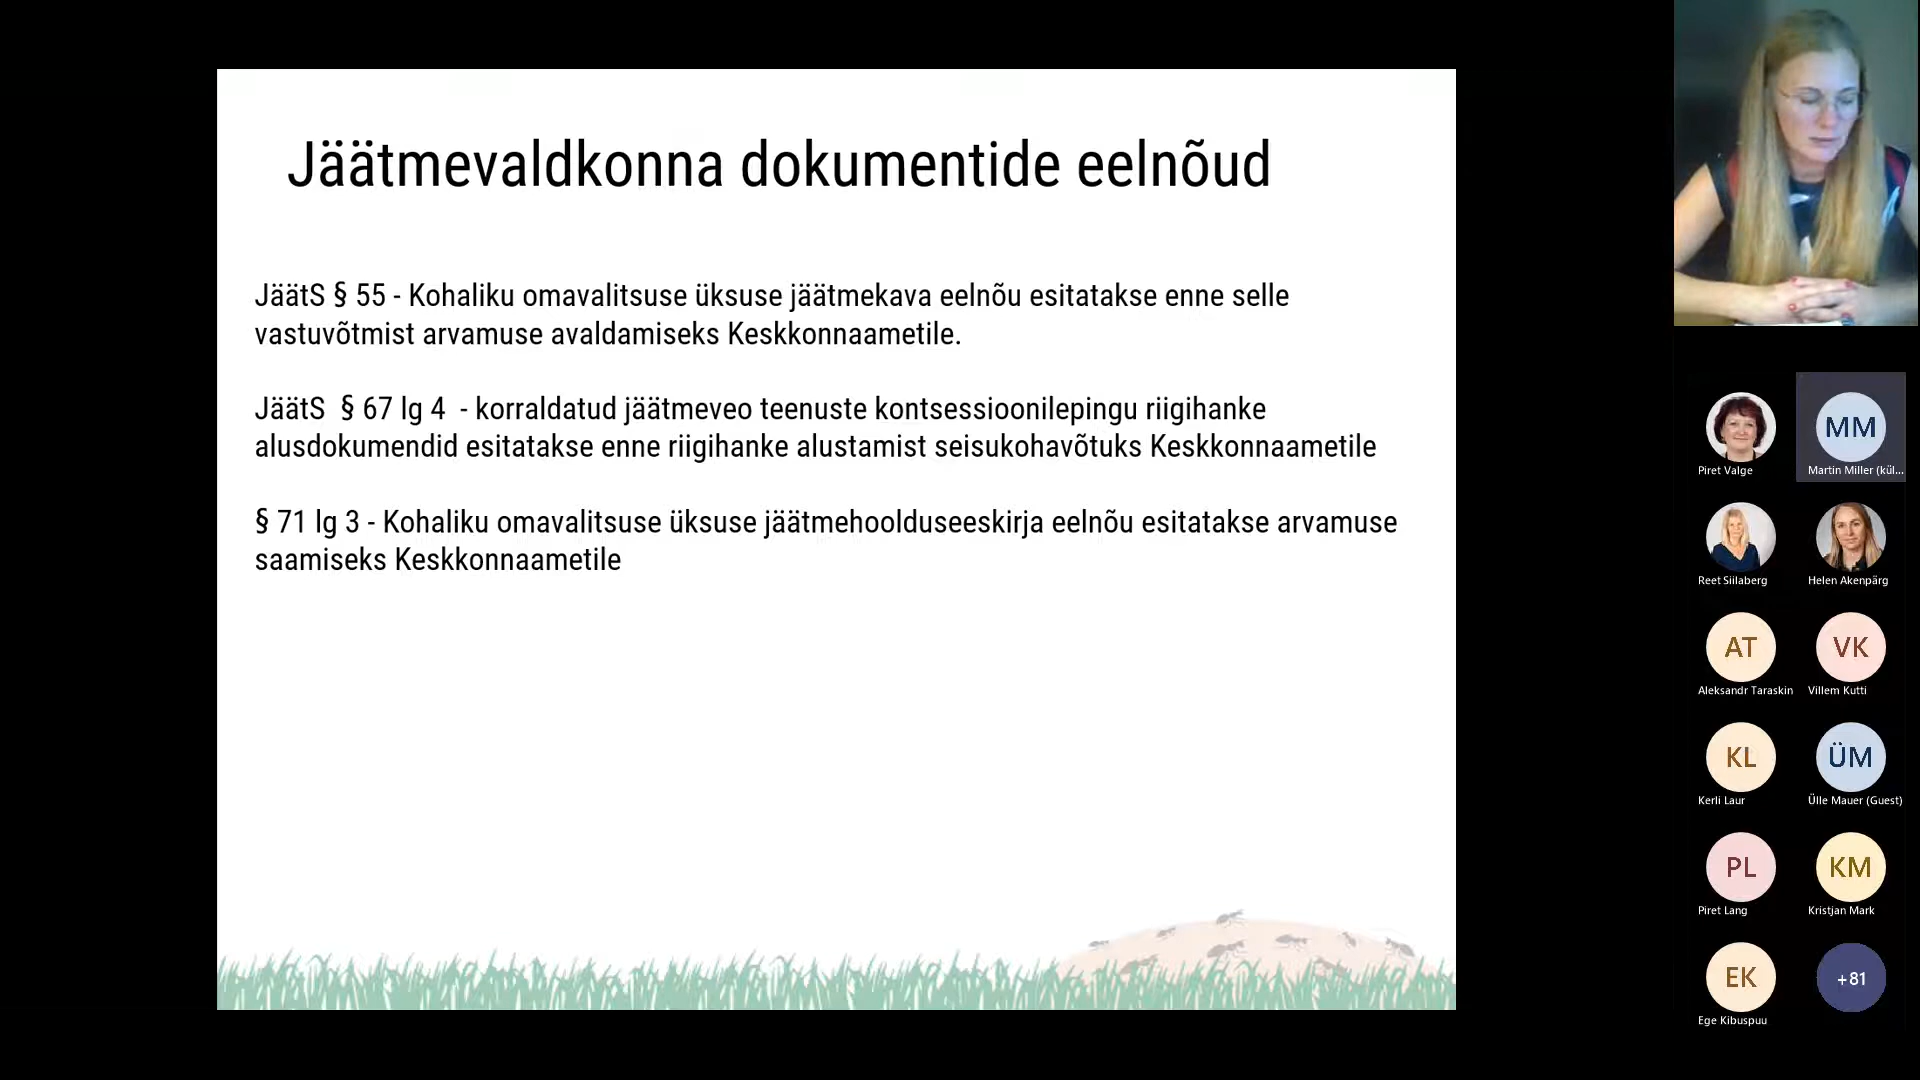 Jäätmevaldkonna dokumentide eelnõud
JäätS § 55 - Kohaliku omavalitsuse üksuse jäätmekava eelnõu esitatakse enne selle
vastuvõtmist arvamuse avaldamiseks Keskkonnaametile.
JäätS  § 67 lg 4  - korraldatud jäätmeveo teenuste kontsessioonilepingu riigihanke
alusdokumendid esitatakse enne riigihanke alustamist seisukohavõtuks Keskkonnaametile
§ 71 lg 3 - Kohaliku omavalitsuse üksuse jäätmehoolduseeskirja eelnõu esitatakse arvamuse
saamiseks Keskkonnaametile
Piret Valge
MM
Martin Miller (kül...
Reet Siilaberg
Helen Akenpärg
AT
Aleksandr Taraskin
VK
Villem Kutti
KL
Kerli Laur
ÜM
Ülle Mauer (Guest)
PL
Piret Lang
KM
Kristjan Mark
EK
Ege Kibuspuu
+81